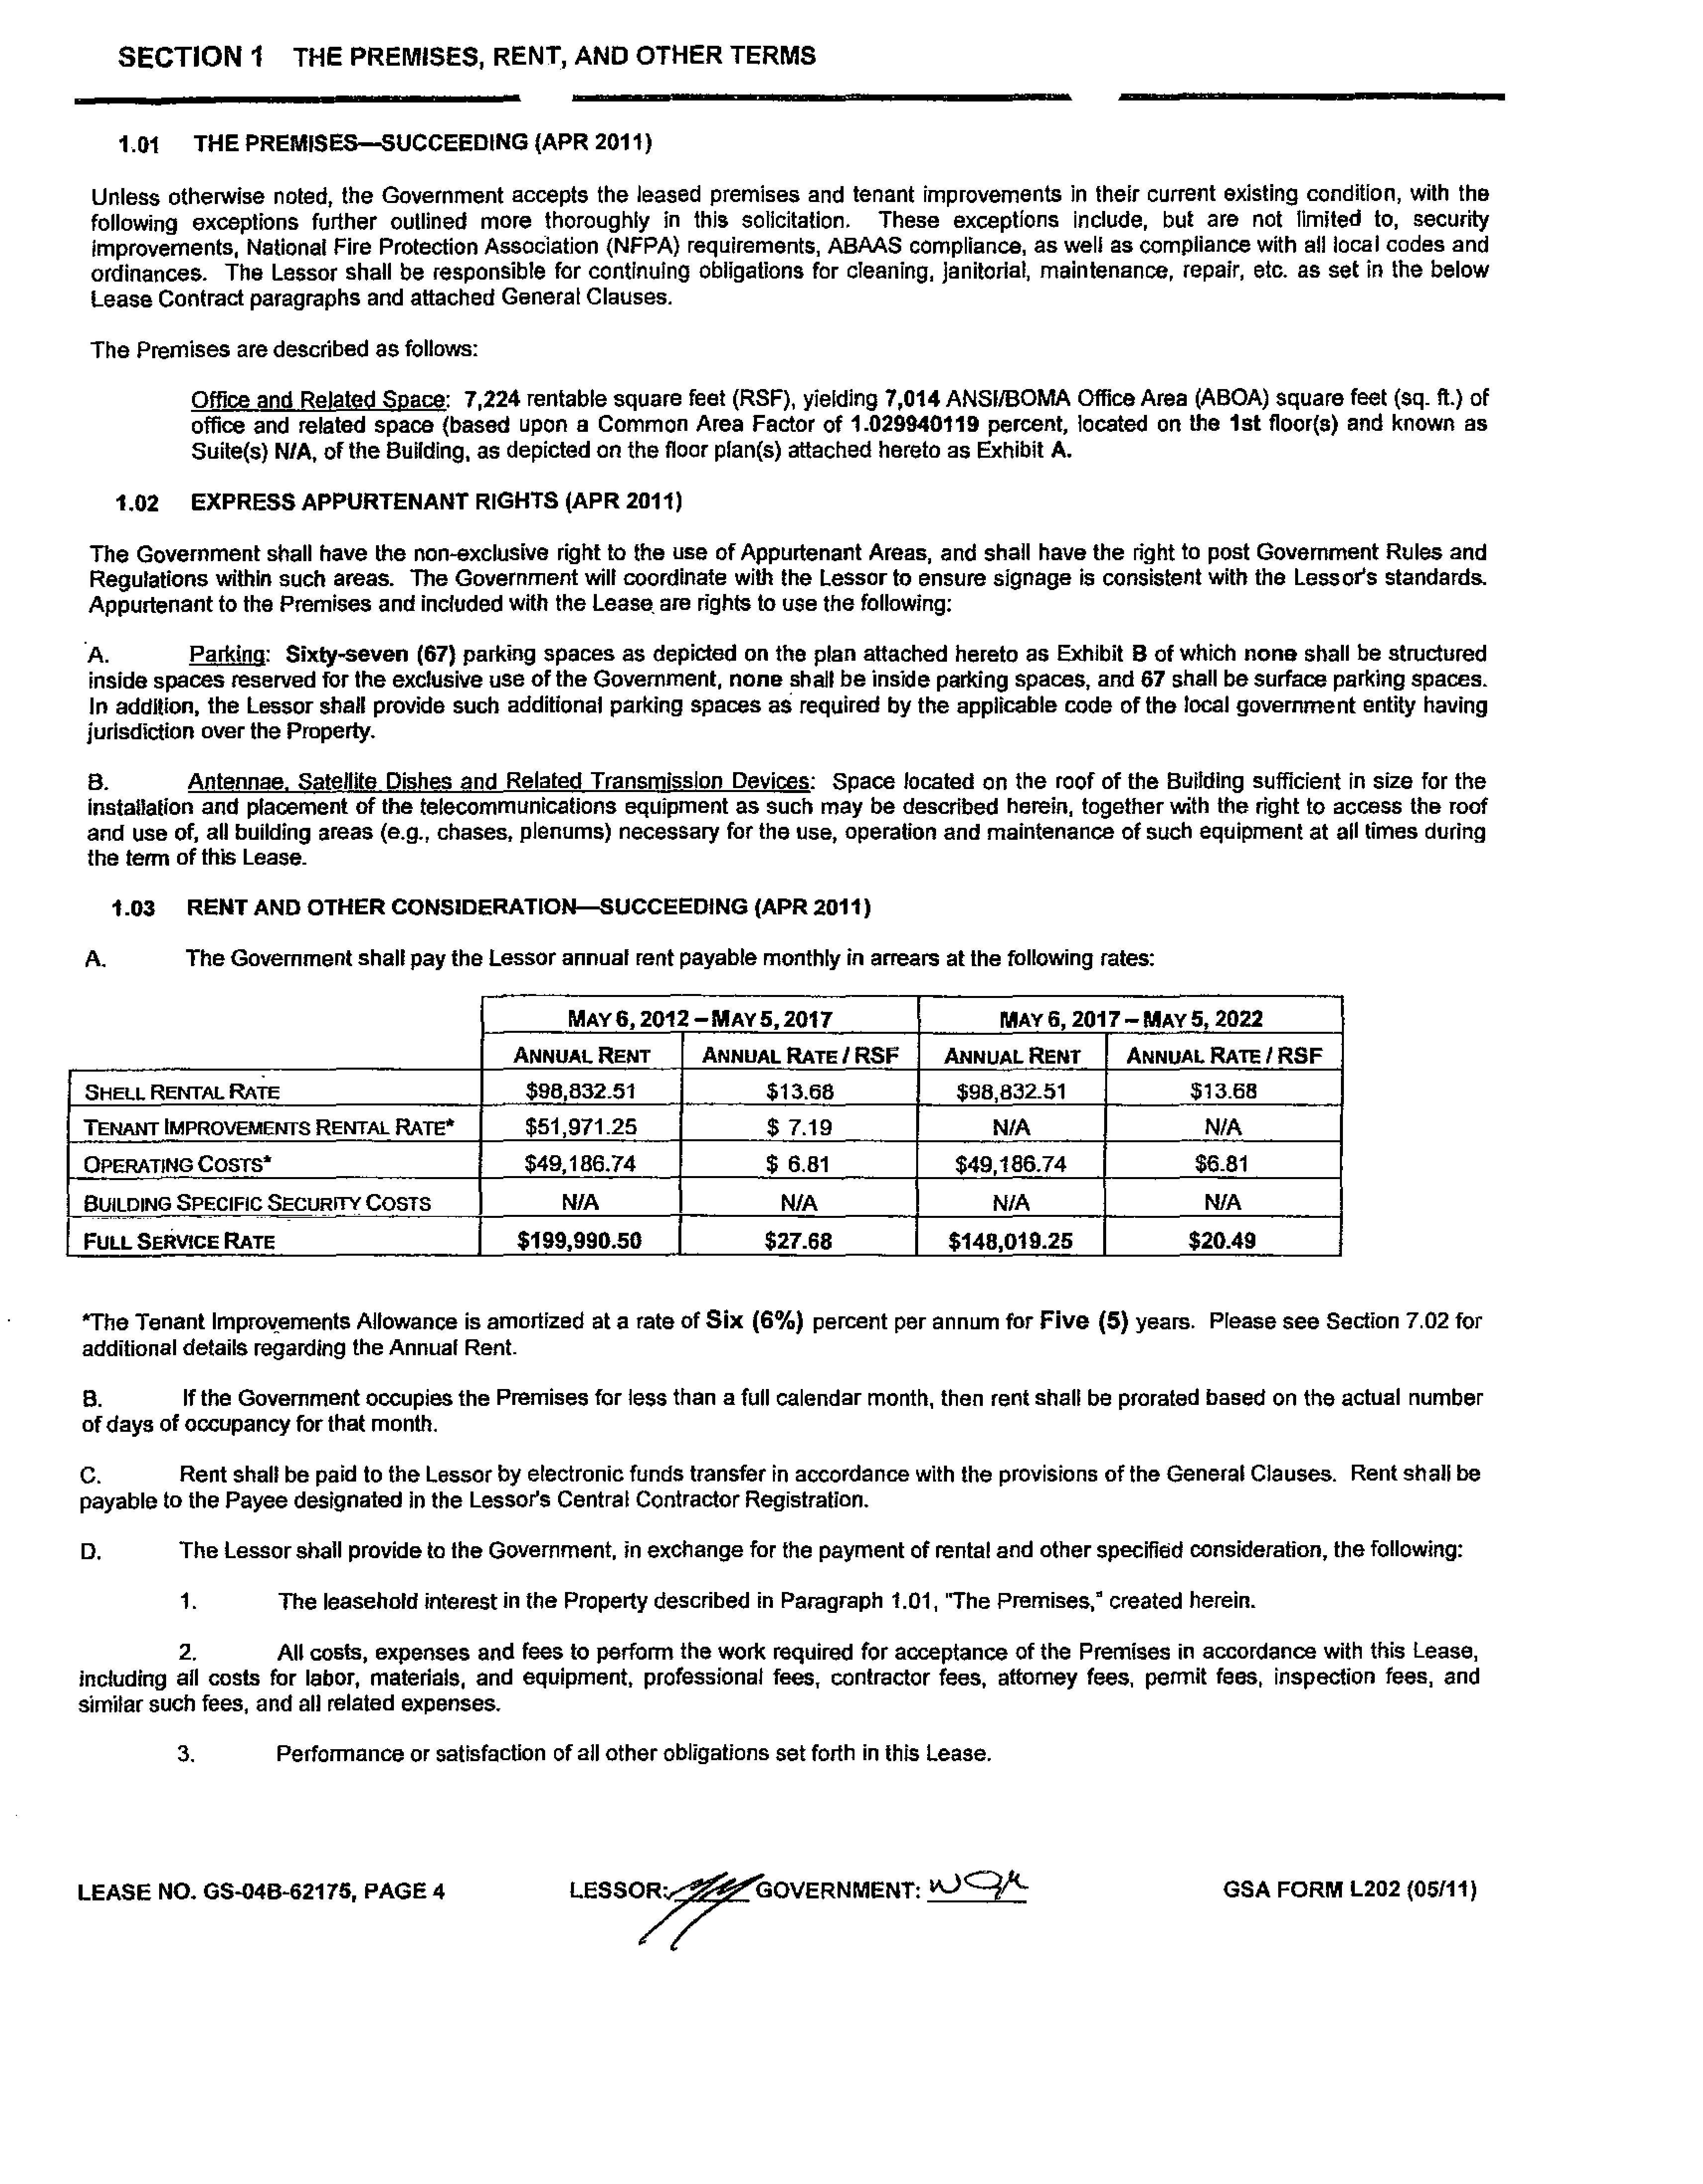 SECTION 1 THE PREMISES, RENT, AND OTHER TERMS
1.01 THE PREMISES—SUCCEEDING (APR 2011)
Unless otherwise noted, the Government accepts the leased premises and tenant improvements in their current existing condition, with the
following exceptions further outlined more thoroughly in this solicitation. These exceptions include, but are not limited to, security
improvements, National Fire Protection Association (NFPA) requirements, ABAAS compliance, as well as compliance with all local codes and
ordinances. The Lessor shall be responsible for continuing obligations for cleaning, janitorial, maintenance, repair, etc. as set in the below
Lease Contract paragraphs and attached General Clauses.
The Premises are described as follows:
Office and Related Space: 7,224 rentable square feet (RSF), yielding 7,014 ANSI/BOMA Office Area (ABOA) square feet (sq. ft.) of
office and related space (based upon a Common Area Factor of 1.029940119 percent, located on the 1st floor(s) and known as
Suite(s) N/A, of the Building, as depicted on the floor plan(s) attached hereto as Exhibit A.
1.02 EXPRESS APPURTENANT RIGHTS (APR 2011)
The Government shall have the non-exclusive right to the use of Appurtenant Areas, and shall have the right to post Government Rules and
Regulations within such areas. The Government will coordinate with the Lessor to ensure signage is consistent with the Lessor's standards.
Appurtenant to the Premises and included with the Lease are rights to use the following:
A. Parking: Sixty-seven (67) parking spaces as depicted on the plan attached hereto as Exhibit B of which none shall be structured
inside spaces reserved for the exclusive use of the Government, none shall be inside parking spaces, and 67 shall be surface parking spaces.
In addition, the Lessor shall provide such additional parking spaces as required by the applicable code of the local government entity having
jurisdiction over the Property.
B. Antennae, Satellite Dishes and Related Transmission Devices: Space located on the roof of the Building sufficient in size for the
installation and placement of the telecommunications equipment as such may be described herein, together with the right to access the roof
and use of, all building areas (e.g., chases, plenums) necessary for the use, operation and maintenance of such equipment at all times during
the term of this Lease.
1.03 RENT AND OTHER CONSIDERATION—SUCCEEDING (APR 2011)
A. The Government shall pay the Lessor annual rent payable monthly in arrears at the following rates:
MAY 6, 2012 – MAY 5, 2017 MAY 6, 2017 – MAY 5, 2022
ANNUAL RENT ANNUAL RATE / RSF ANNUAL RENT ANNUAL RATE / RSF
SHELL RENTAL RATE $98,832.51 $13.68 $98,832.51 $13.68
TENANT IMPROVEMENTS RENTAL RATE* $51,971.25 $ 7.19 N/A N/A
OPERATING COSTS* $49,186.74 $ 6.81 $49,186.74 $6.81
BUILDING SPECIFIC SECURITY COSTS N/A N/A N/A N/A
FULL SERVICE RATE $199,990.50 $27.68 $148,019.25 $20.49
*The Tenant Improvements Allowance is amortized at a rate of Six (6%) percent per annum for Five (5) years. Please see Section 7.02 for
additional details regarding the Annual Rent.
B. If the Government occupies the Premises for less than a full calendar month, then rent shall be prorated based on the actual number
of days of occupancy for that month.
C. Rent shall be paid to the Lessor by electronic funds transfer in accordance with the provisions of the General Clauses. Rent shall be
payable to the Payee designated in the Lessor's Central Contractor Registration.
D. The Lessor shall provide to the Government, in exchange for the payment of rental and other specified consideration, the following:
1. The leasehold interest in the Property described in Paragraph 1.01, "The Premises," created herein.
2. All costs, expenses and fees to perform the work required for acceptance of the Premises in accordance with this Lease,
including all costs for labor, materials, and equipment, professional fees, contractor fees, attorney fees, permit fees, inspection fees, and
similar such fees, and all related expenses.
3. Performance or satisfaction of all other obligations set forth in this Lease.
LEASE NO. GS-04B-62175, PAGE 4 LESSOR: GOVERNMENT: GSA FORM L202 (05/11)